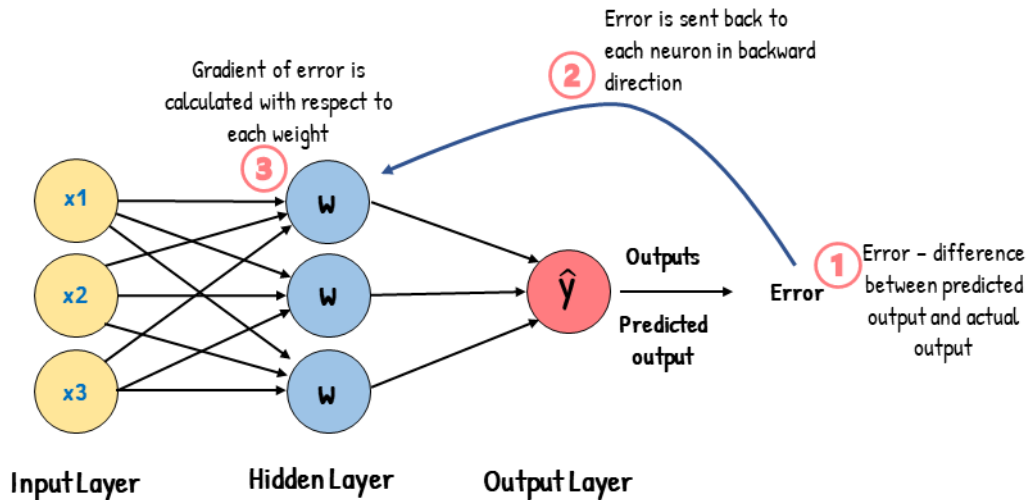 Error is sent back to
each neuron in backward
direction
2
Gradient of error is
calculated with respect to
each weight
3
x1
w
x2
w
x3
w
ŷ
Outputs
Predicted
output
Error
1
Error – difference
between predicted
output and actual
output
Input Layer
Hidden Layer
Output Layer